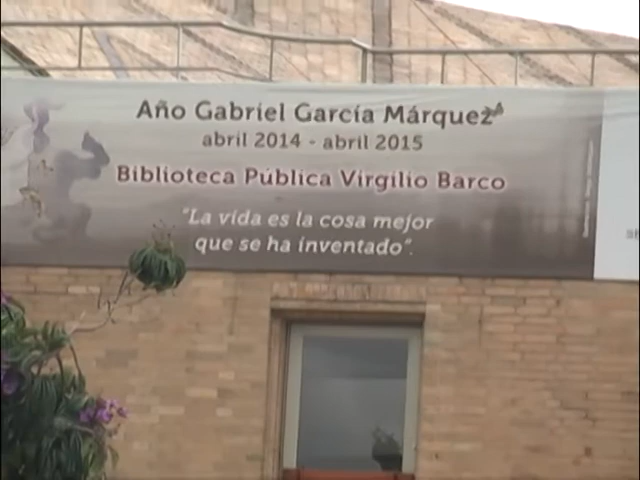 Año Gabriel García Márquez
abril 2014 - abril 2015
Biblioteca Pública Virgilio Barco
"La vida es la cosa mejor
que se ha inventado".